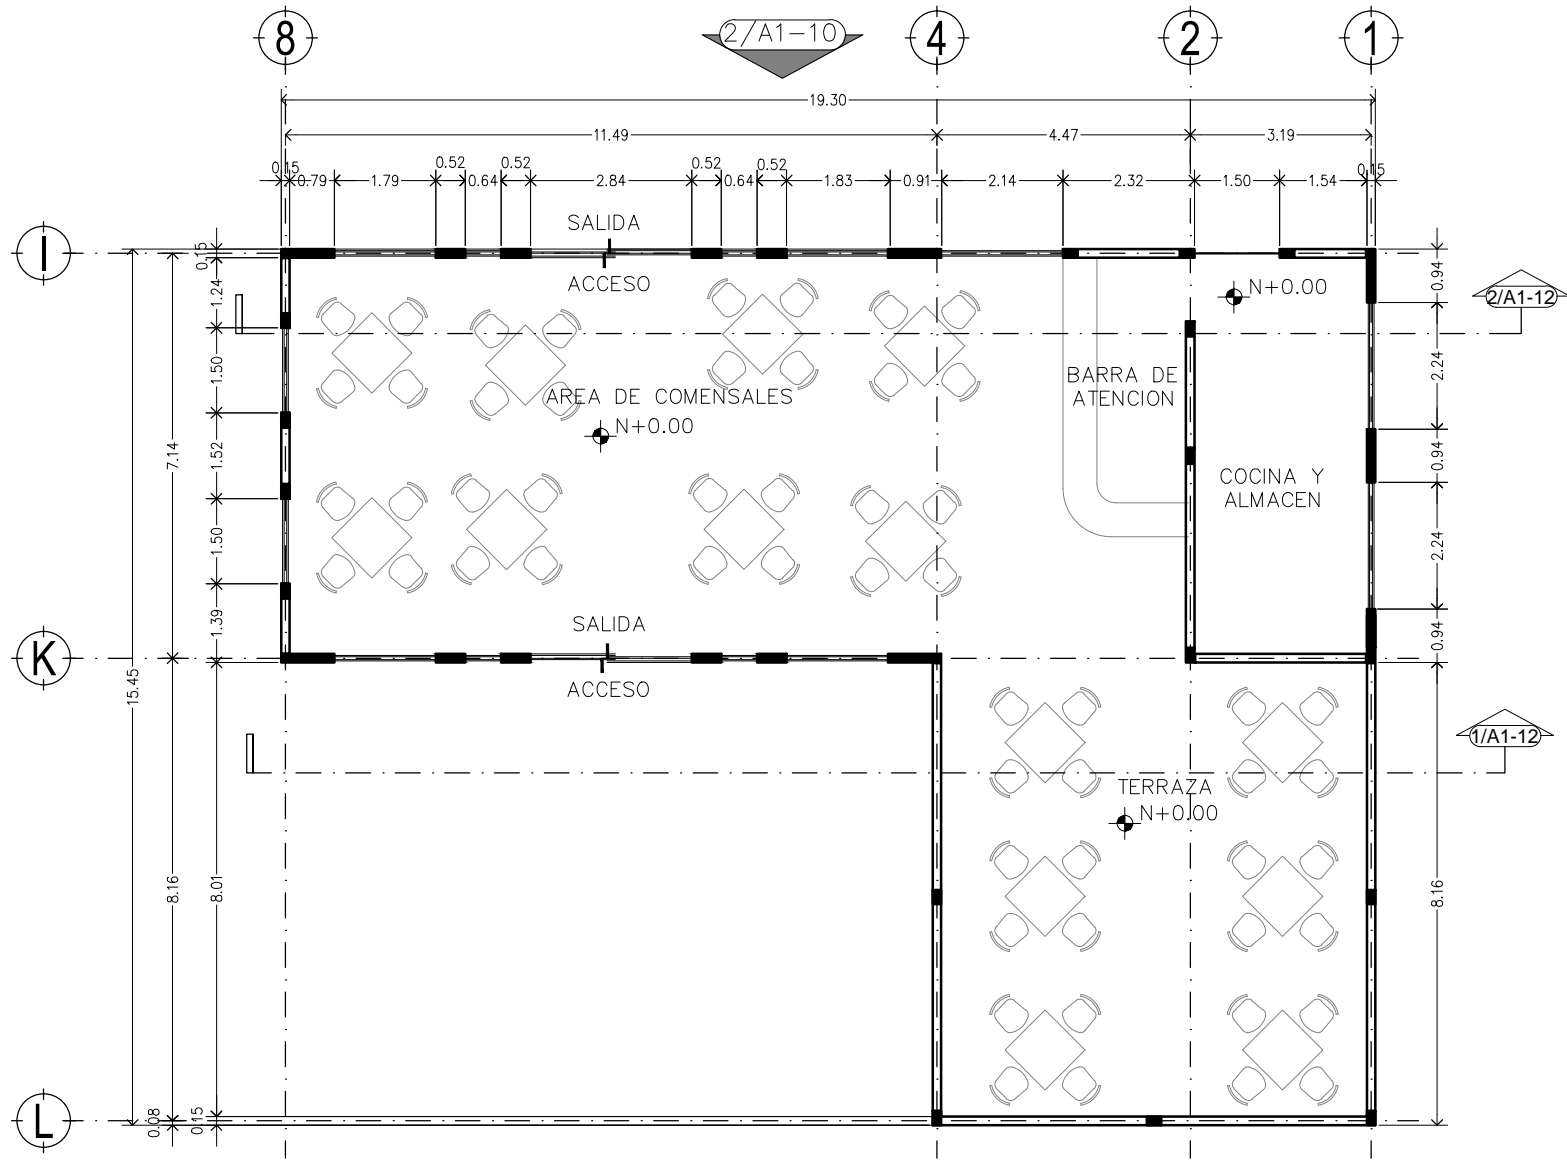 8
2/A1-10
4
2
1
19.30
11.49
4.47
3.19
0.15
0.79
1.79
0.52
0.64
0.52
2.84
0.52
0.64
0.52
1.83
0.91
2.14
2.32
1.50
1.54
0.15
SALIDA
ACCESO
I
0.15
1.24
1.50
1.52
1.50
1.39
7.14
15.45
N+0.00
0.94
2.24
0.94
2.24
0.94
2/A1-12
BARRA DE
ATENCION
AREA DE COMENSALES
N+0.00
COCINA Y
ALMACEN
SALIDA
ACCESO
K
1/A1-12
TERRAZA
N+0.00
8.16
8.01
8.16
L
0.08
0.15